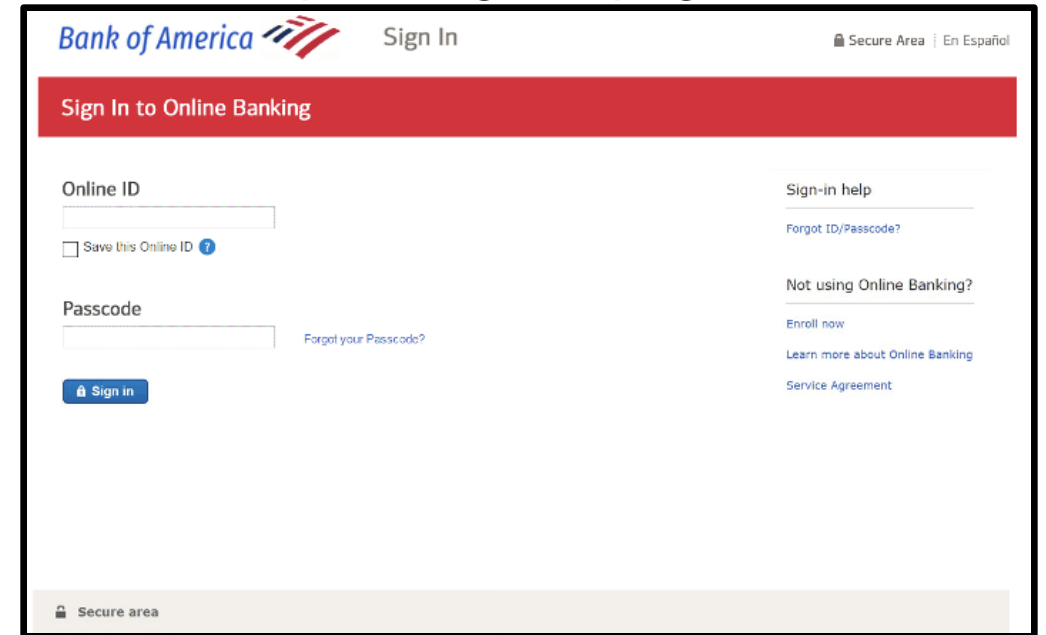 Bank of America Sign In
Secure Area En Español
Sign In to Online Banking
Online ID
Save this Online ID ?
Passcode
Forgot your Passcode?
Sign in
Sign-in help
Forgot ID/Passcode?
Not using Online Banking?
Enroll now
Learn more about Online Banking
Service Agreement
Secure area